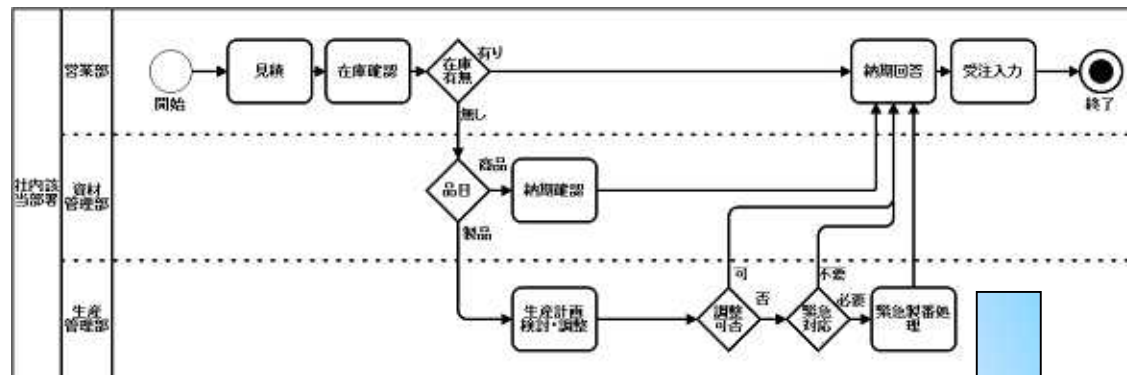 社内該
当部署
営業部
開始
見積
在庫確認
在庫
有無
有り
無し
納期回答
受注入力
終了
資材
管理部
品目
商品
製品
納期確認
生産
管理部
生産計画
検討・調整
調整
可否
可
否
緊急
対応
不要
必要
緊急製番処
理